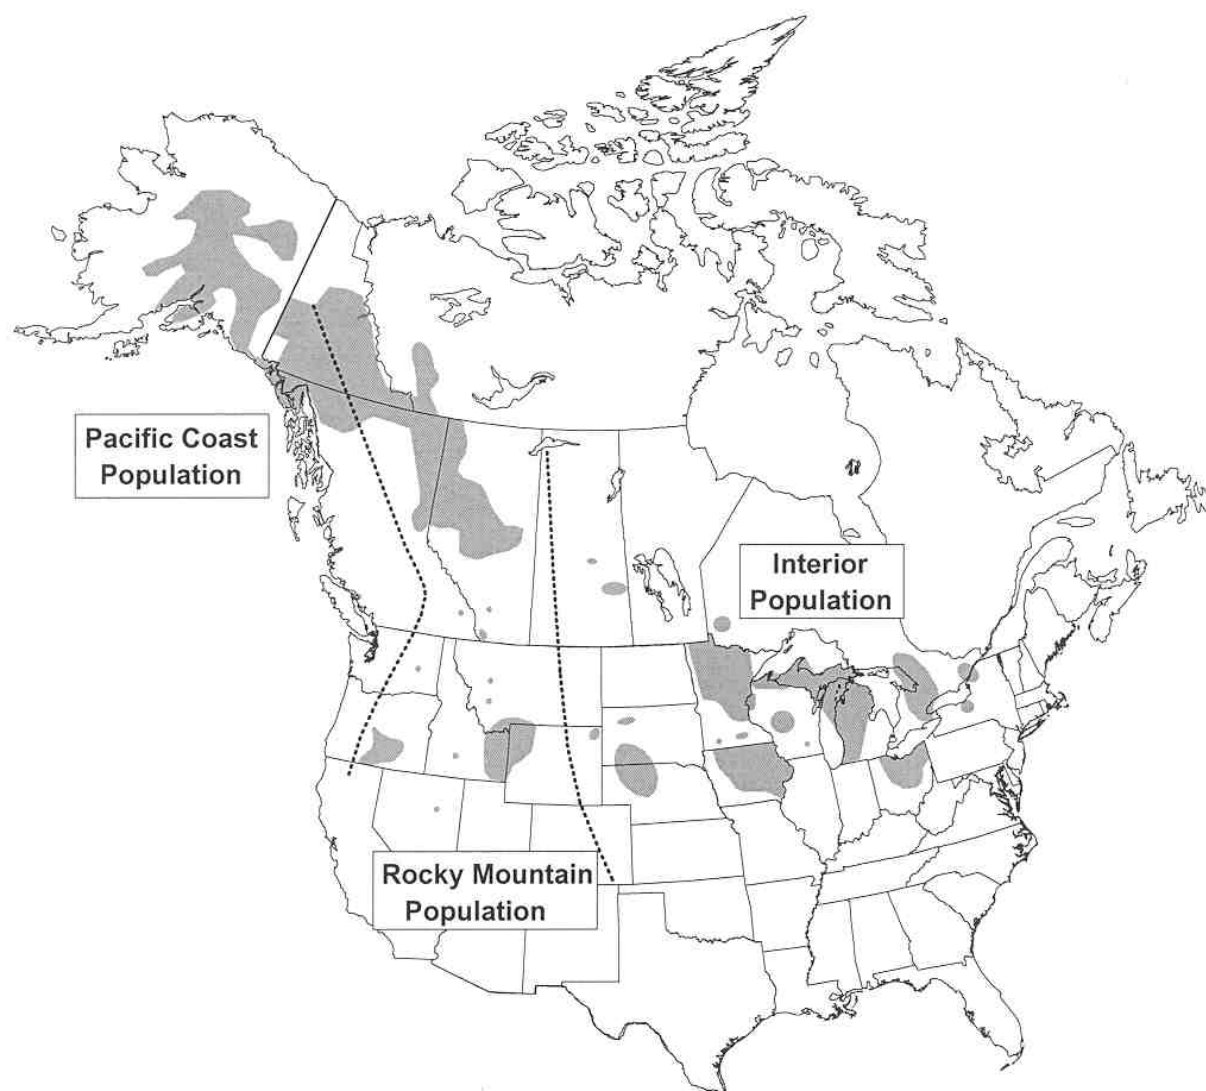 Pacific Coast
Population
Interior
Population
Rocky Mountain
Population